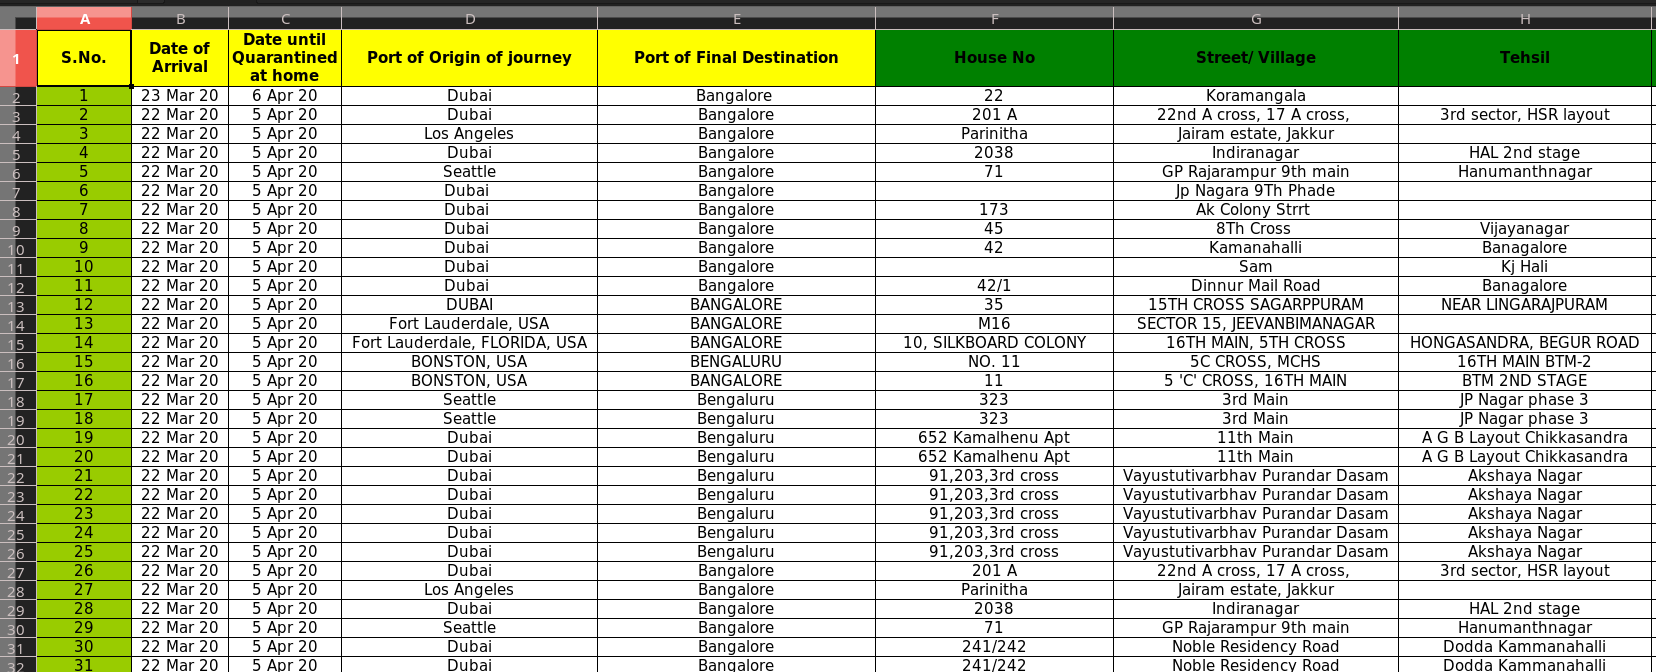 A B C D E F G H
1 S.No. Date of Arrival Date until Quarantined at home Port of Origin of journey Port of Final Destination House No Street/ Village Tehsil
2 1 23 Mar 20 6 Apr 20 Dubai Bangalore 22 Koramangala
3 2 22 Mar 20 5 Apr 20 Dubai Bangalore 201 A 22nd A cross, 17 A cross, 3rd sector, HSR layout
4 3 22 Mar 20 5 Apr 20 Los Angeles Bangalore Parinitha Jairam estate, Jakkur
5 4 22 Mar 20 5 Apr 20 Dubai Bangalore 2038 Indiranagar HAL 2nd stage
6 5 22 Mar 20 5 Apr 20 Seattle Bangalore 71 GP Rajarampur 9th main Hanumanthnagar
7 6 22 Mar 20 5 Apr 20 Dubai Bangalore Jp Nagara 9Th Phade
8 7 22 Mar 20 5 Apr 20 Dubai Bangalore 173 Ak Colony Strrt
9 8 22 Mar 20 5 Apr 20 Dubai Bangalore 45 8Th Cross Vijayanagar
10 9 22 Mar 20 5 Apr 20 Dubai Bangalore 42 Kamanahalli Banagalore
11 10 22 Mar 20 5 Apr 20 Dubai Bangalore Sam Kj Hali
12 11 22 Mar 20 5 Apr 20 Dubai Bangalore 42/1 Dinnur Mail Road Banagalore
13 12 22 Mar 20 5 Apr 20 DUBAI BANGALORE 35 15TH CROSS SAGARPPURAM NEAR LINGARAJPURAM
14 13 22 Mar 20 5 Apr 20 Fort Lauderdale, USA BANGALORE M16 SECTOR 15, JEEVANBIMANAGAR
15 14 22 Mar 20 5 Apr 20 Fort Lauderdale, FLORIDA, USA BANGALORE 10, SILKBOARD COLONY 16TH MAIN, 5TH CROSS HONGASANDRA, BEGUR ROAD
16 15 22 Mar 20 5 Apr 20 BONSTON, USA BENGALURU NO. 11 5C CROSS, MCHS 16TH MAIN BTM-2
17 16 22 Mar 20 5 Apr 20 BONSTON, USA BANGALORE 11 5 'C' CROSS, 16TH MAIN BTM 2ND STAGE
18 17 22 Mar 20 5 Apr 20 Seattle Bengaluru 323 3rd Main JP Nagar phase 3
19 18 22 Mar 20 5 Apr 20 Seattle Bengaluru 323 3rd Main JP Nagar phase 3
20 19 22 Mar 20 5 Apr 20 Dubai Bengaluru 652 Kamalhenu Apt 11th Main A G B Layout Chikkasandra
21 20 22 Mar 20 5 Apr 20 Dubai Bengaluru 652 Kamalhenu Apt 11th Main A G B Layout Chikkasandra
22 21 22 Mar 20 5 Apr 20 Dubai Bengaluru 91,203,3rd cross Vayustutivarbhav Purandar Dasam Akshaya Nagar
23 22 22 Mar 20 5 Apr 20 Dubai Bengaluru 91,203,3rd cross Vayustutivarbhav Purandar Dasam Akshaya Nagar
24 23 22 Mar 20 5 Apr 20 Dubai Bengaluru 91,203,3rd cross Vayustutivarbhav Purandar Dasam Akshaya Nagar
25 24 22 Mar 20 5 Apr 20 Dubai Bengaluru 91,203,3rd cross Vayustutivarbhav Purandar Dasam Akshaya Nagar
26 25 22 Mar 20 5 Apr 20 Dubai Bengaluru 91,203,3rd cross Vayustutivarbhav Purandar Dasam Akshaya Nagar
27 26 22 Mar 20 5 Apr 20 Dubai Bangalore 201 A 22nd A cross, 17 A cross, 3rd sector, HSR layout
28 27 22 Mar 20 5 Apr 20 Los Angeles Bangalore Parinitha Jairam estate, Jakkur
29 28 22 Mar 20 5 Apr 20 Dubai Bangalore 2038 Indiranagar HAL 2nd stage
30 29 22 Mar 20 5 Apr 20 Seattle Bangalore 71 GP Rajarampur 9th main Hanumanthnagar
31 30 22 Mar 20 5 Apr 20 Dubai Bangalore 241/242 Noble Residency Road Dodda Kammanahalli
32 31 22 Mar 20 5 Apr 20 Dubai Bangalore 241/242 Noble Residency Road Dodda Kammanahalli